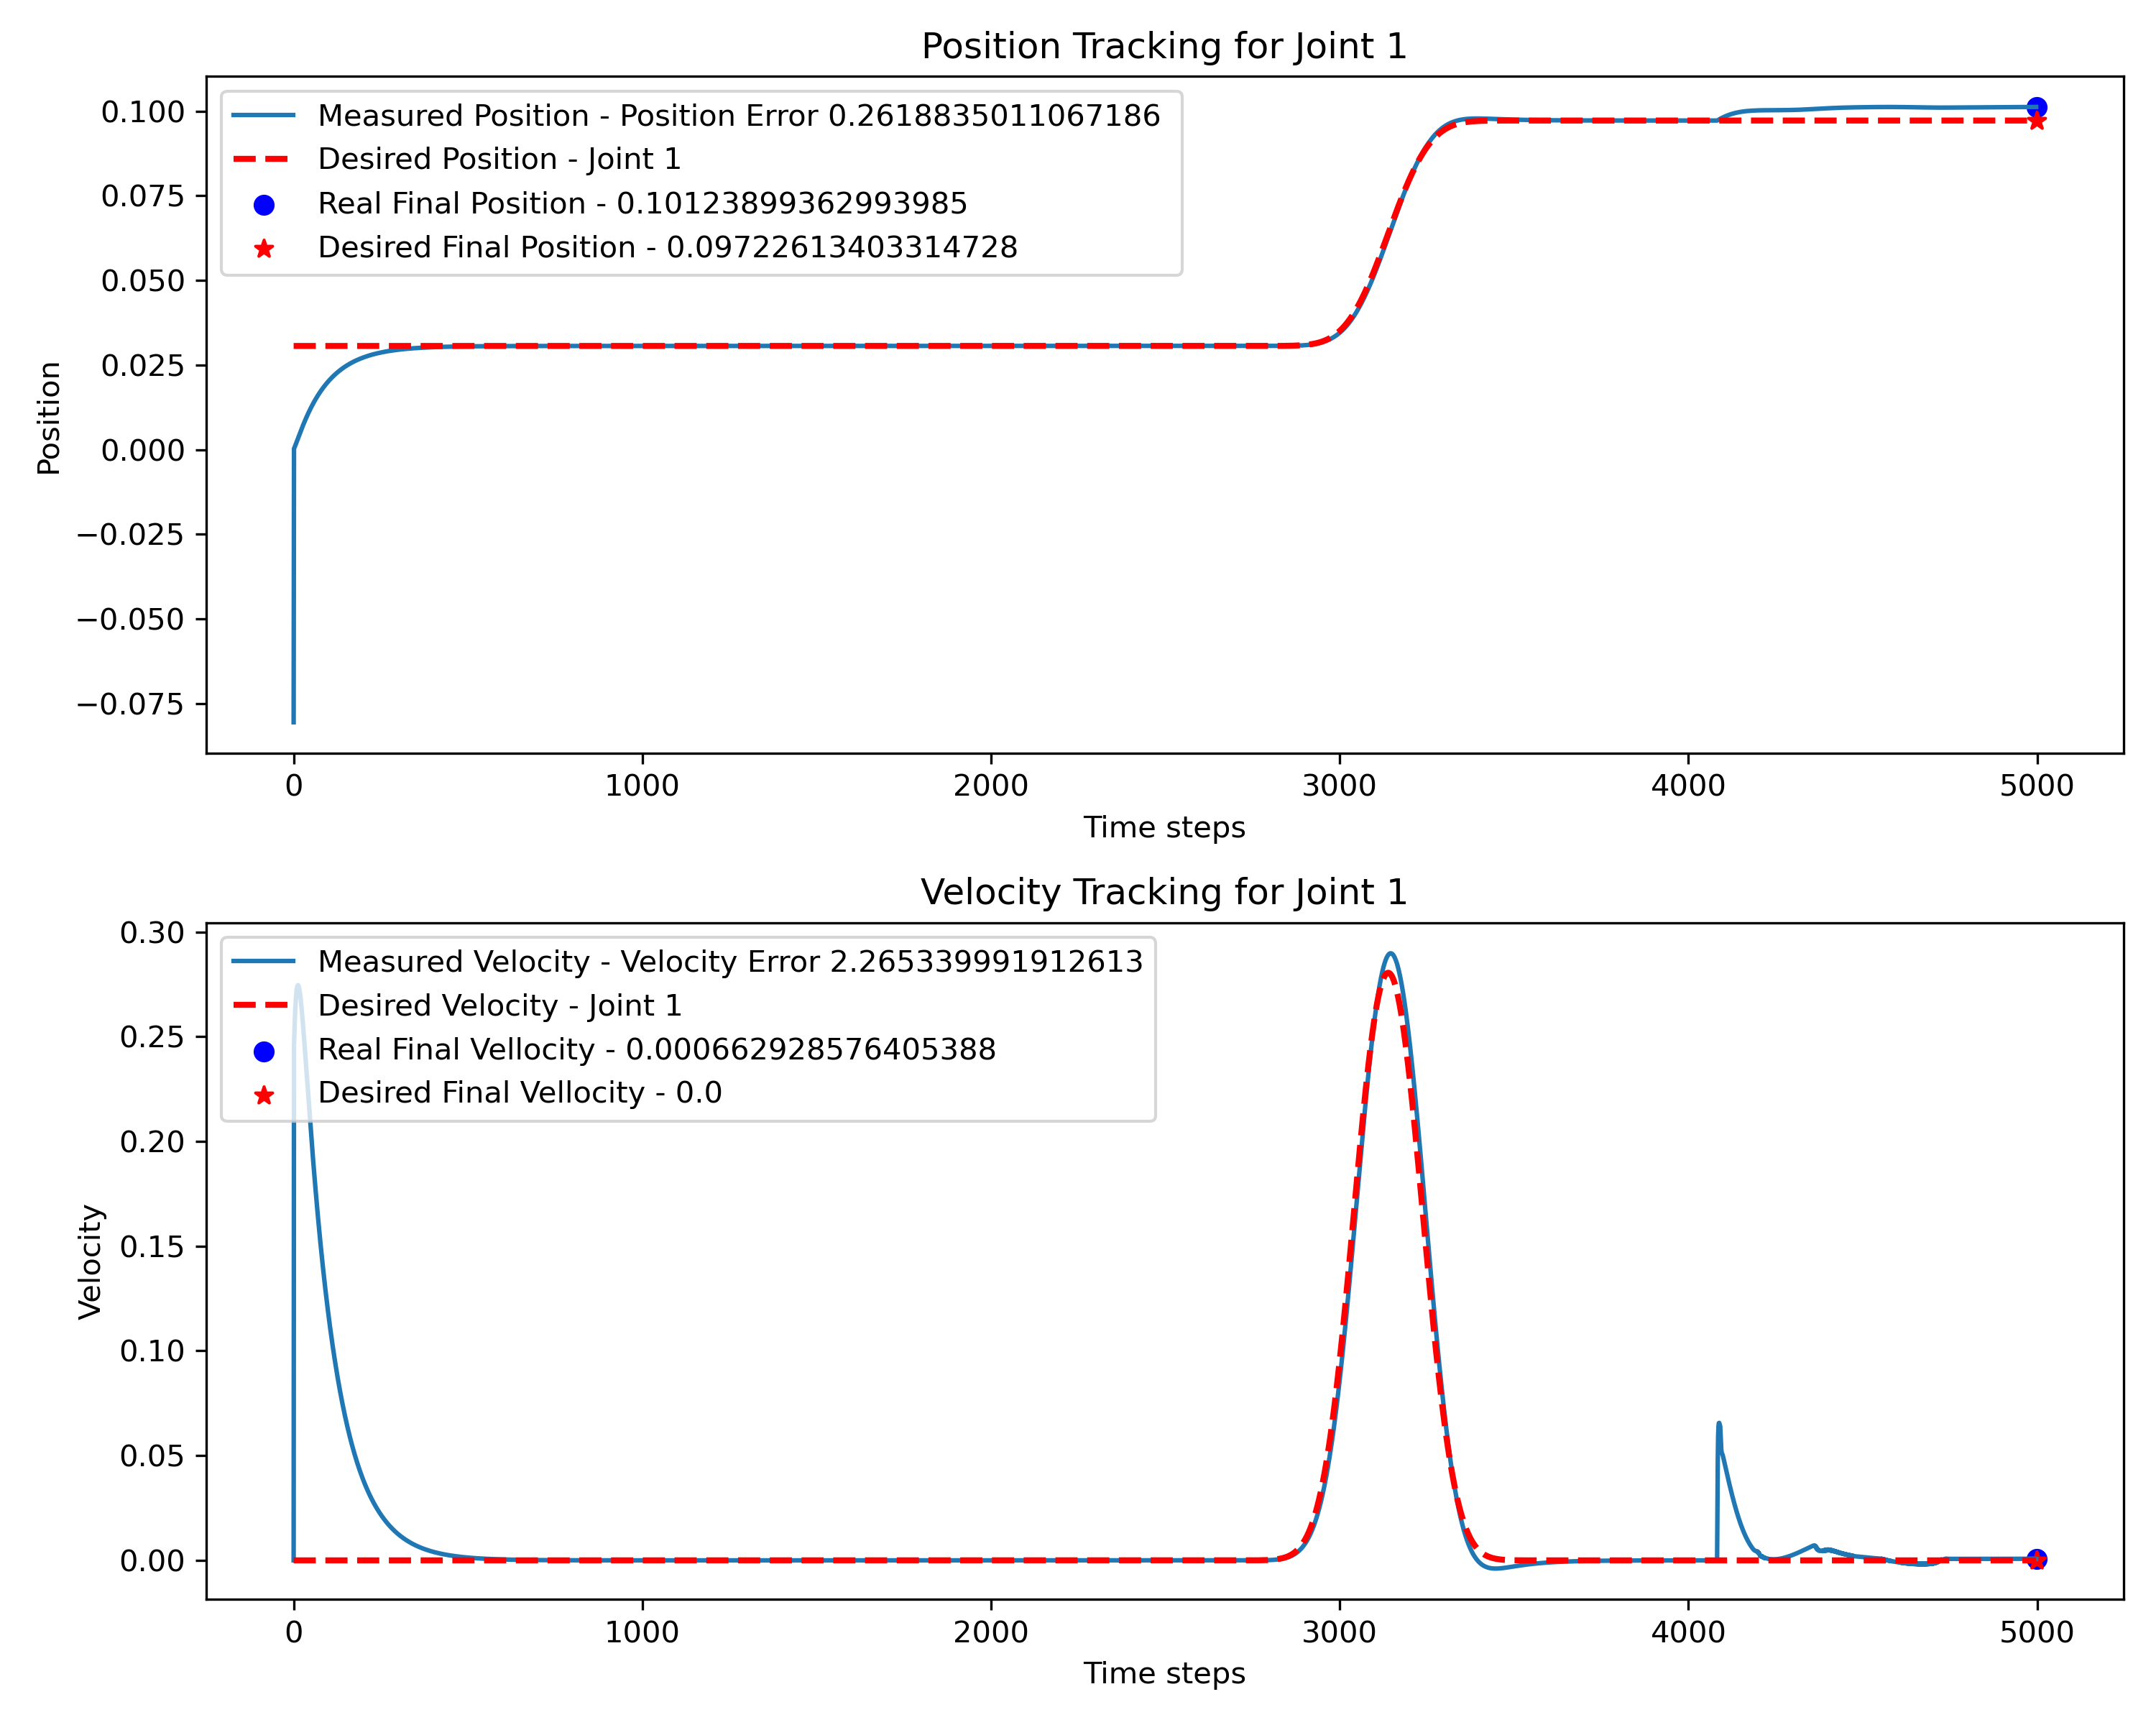 Position Tracking for Joint 1
Measured Position - Position Error 0.2618835011067186
Desired Position - Joint 1
Real Final Position - 0.10123899362993985
Desired Final Position - 0.09722613403314728
0.100
0.075
0.050
0.025
0.000
−0.025
−0.050
−0.075
Position
0 1000 2000 3000 4000 5000
Time steps
Velocity Tracking for Joint 1
Measured Velocity - Velocity Error 2.265339991912613
Desired Velocity - Joint 1
Real Final Vellocity - 0.000662928576405388
Desired Final Vellocity - 0.0
0.30
0.25
0.20
0.15
0.10
0.05
0.00
Velocity
0 1000 2000 3000 4000 5000
Time steps